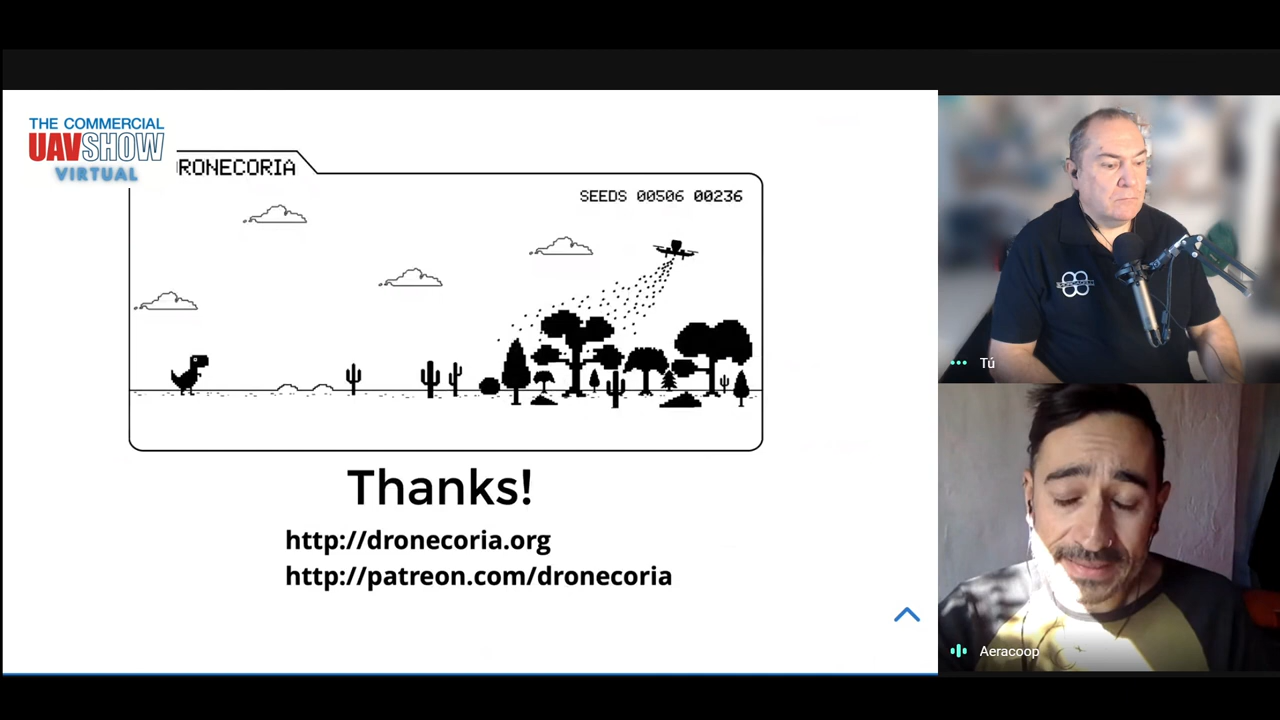 THE COMMERCIAL
UAVSHOW
VIRTUAL
RONECORIA
SEEDS 00506 00236
Thanks!
http://dronecoria.org
http://patreon.com/dronecoria
Tú
Aeracoop